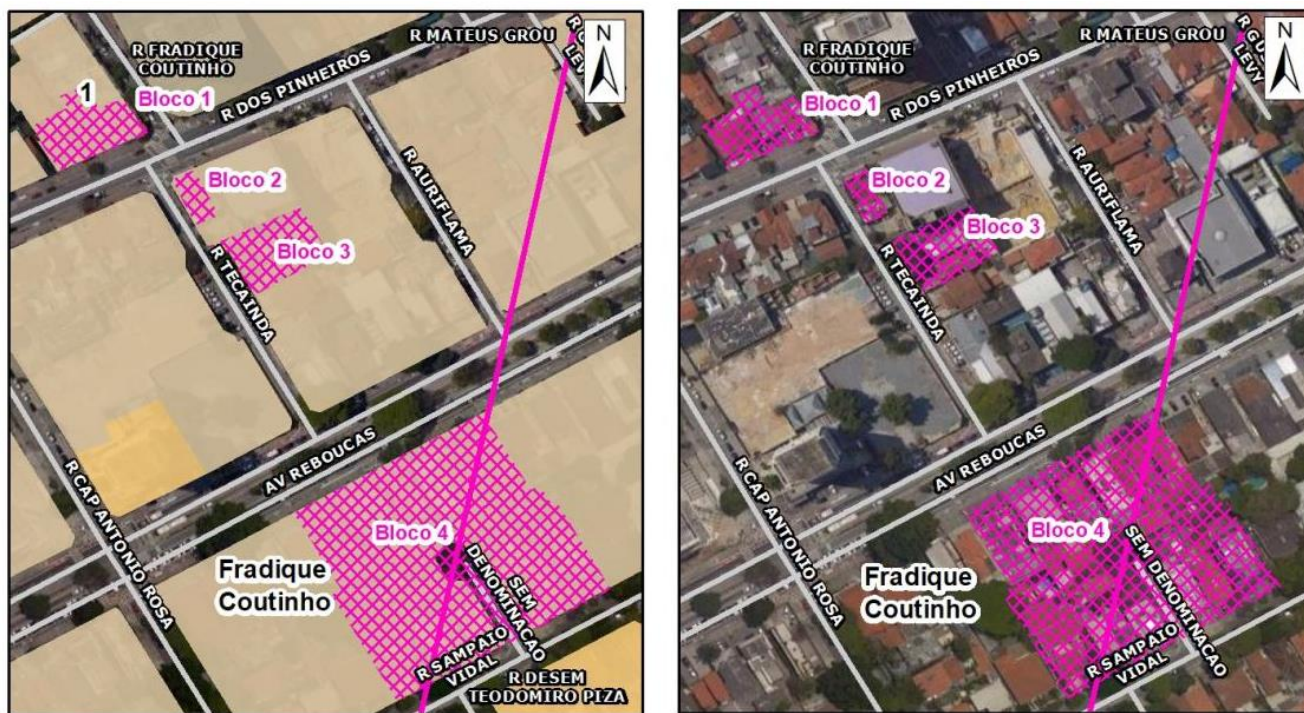 R FRADIQUE
COUTINHO
R MATEUS GROU
LEVY
N
1
Bloco 1
R DOS PINHEIROS
Bloco 2
R AURIFLAMA
Bloco 3
R TECAINDA
AV REBOUCAS
R CAP ANTONIO ROSA
Bloco 4
Fradique
Coutinho
SEM
DENOMINACAO
R SAMPAIO
VIDAL
R DESEM
TEODOMIRO PIZA
R FRADIQUE
COUTINHO
R MATEUS GROU
LEVY
N
Bloco 1
R DOS PINHEIROS
Bloco 2
R AURIFLAMA
Bloco 3
R TECAINDA
AV REBOUCAS
R CAP ANTONIO ROSA
Bloco 4
Fradique
Coutinho
SEM DENOMINACAO
R SAMPAIO
VIDAL